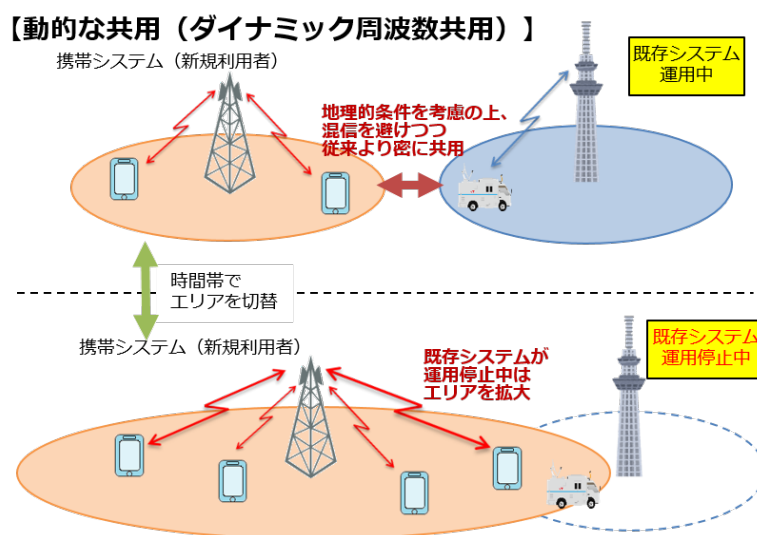 【動的な共用（ダイナミック周波数共用）】
携帯システム（新規利用者）
既存システム
運用中
地理的条件を考慮の上、
混信を避けつつ
従来より密に共用
時間帯で
エリアを切替
携帯システム（新規利用者）
既存システムが
運用停止中は
エリアを拡大
既存システム
運用停止中